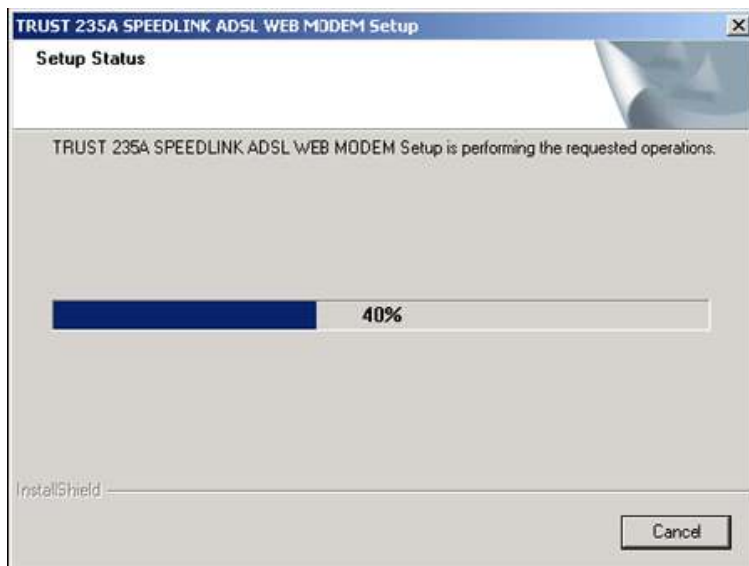 TRUST 235A SPEEDLINK ADSL WEB MODEM Setup
Setup Status
TRUST 235A SPEEDLINK ADSL WEB MODEM Setup is performing the requested operations.
40%
InstallShield
Cancel